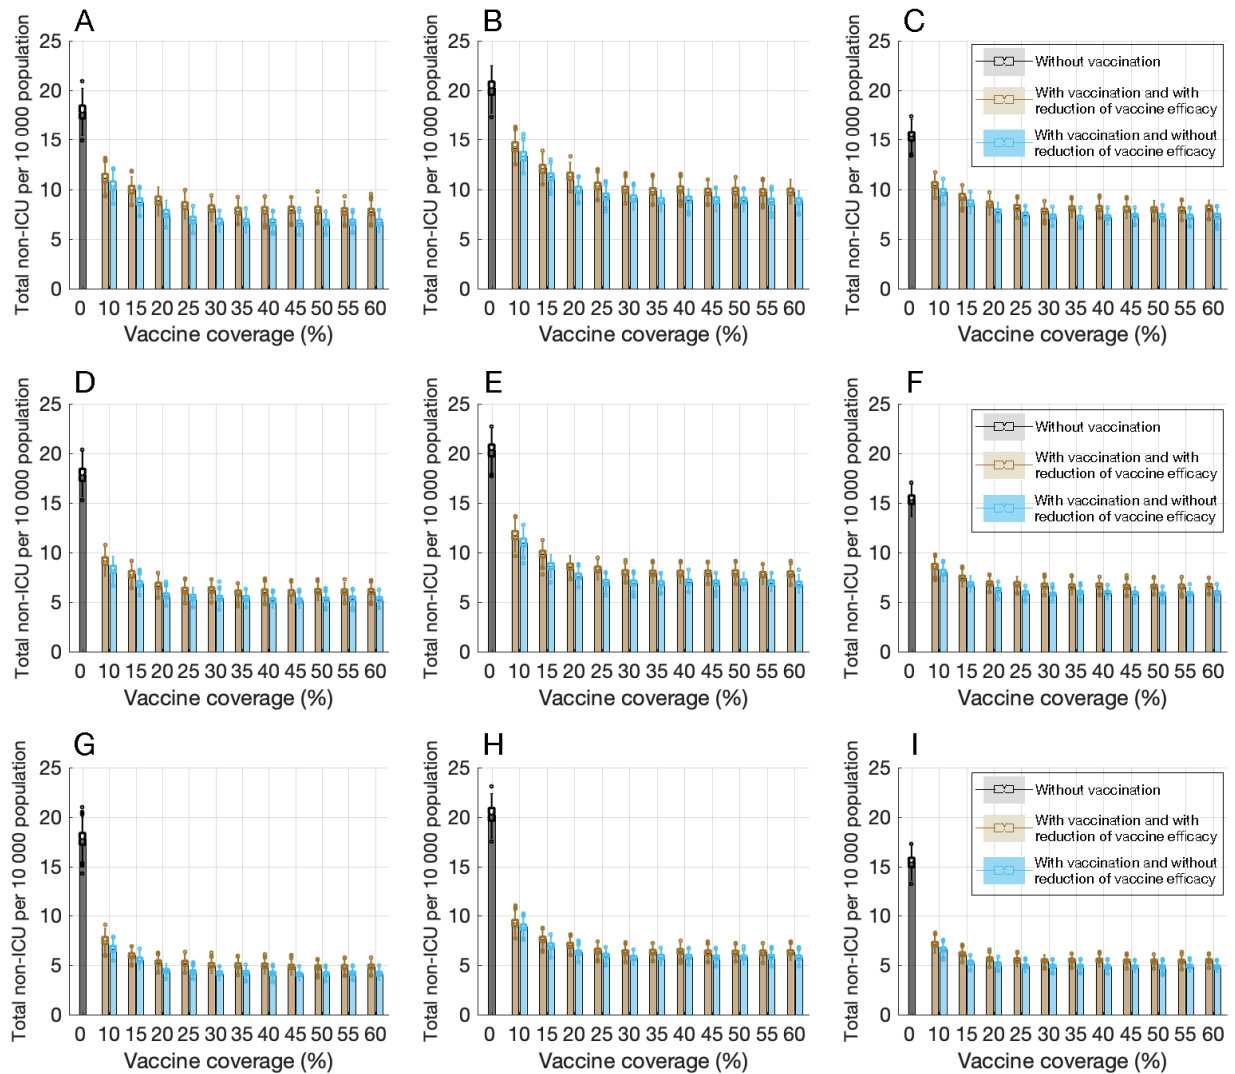 A
B
C
Total non-ICU per 10 000 population
25
20
15
10
5
0
0 10 15 20 25 30 35 40 45 50 55 60
Vaccine coverage (%)
Total non-ICU per 10 000 population
25
20
15
10
5
0
0 10 15 20 25 30 35 40 45 50 55 60
Vaccine coverage (%)
Total non-ICU per 10 000 population
25
20
15
10
5
0
0 10 15 20 25 30 35 40 45 50 55 60
Vaccine coverage (%)
Without vaccination
With vaccination and with
reduction of vaccine efficacy
With vaccination and without
reduction of vaccine efficacy
D
E
F
Total non-ICU per 10 000 population
25
20
15
10
5
0
0 10 15 20 25 30 35 40 45 50 55 60
Vaccine coverage (%)
Total non-ICU per 10 000 population
25
20
15
10
5
0
0 10 15 20 25 30 35 40 45 50 55 60
Vaccine coverage (%)
Total non-ICU per 10 000 population
25
20
15
10
5
0
0 10 15 20 25 30 35 40 45 50 55 60
Vaccine coverage (%)
Without vaccination
With vaccination and with
reduction of vaccine efficacy
With vaccination and without
reduction of vaccine efficacy
G
H
I
Total non-ICU per 10 000 population
25
20
15
10
5
0
0 10 15 20 25 30 35 40 45 50 55 60
Vaccine coverage (%)
Total non-ICU per 10 000 population
25
20
15
10
5
0
0 10 15 20 25 30 35 40 45 50 55 60
Vaccine coverage (%)
Total non-ICU per 10 000 population
25
20
15
10
5
0
0 10 15 20 25 30 35 40 45 50 55 60
Vaccine coverage (%)
Without vaccination
With vaccination and with
reduction of vaccine efficacy
With vaccination and without
reduction of vaccine efficacy